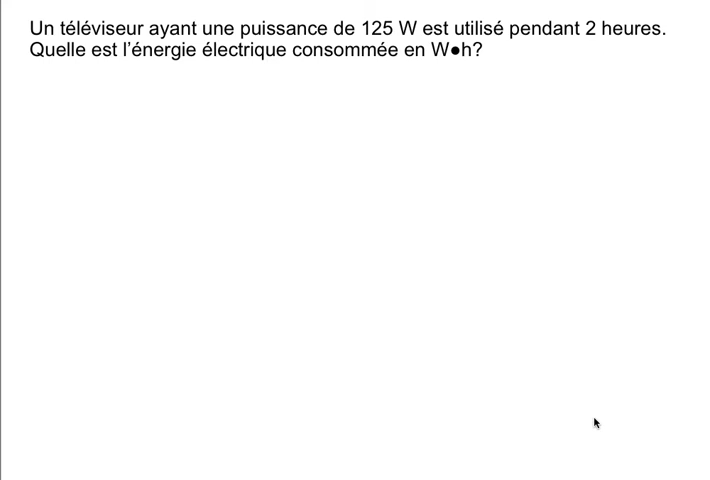 Un téléviseur ayant une puissance de 125 W est utilisé pendant 2 heures.
Quelle est l’énergie électrique consommée en W●h?